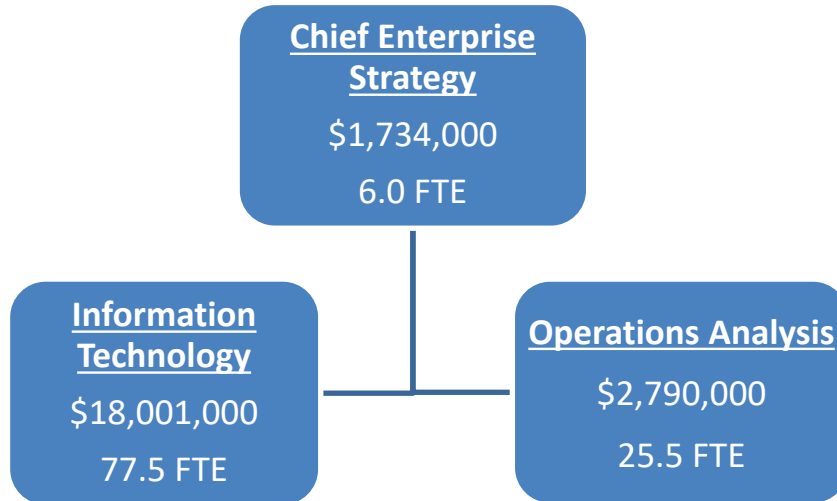 Chief Enterprise
Strategy
$1,734,000
6.0 FTE
Information
Technology
$18,001,000
77.5 FTE
Operations Analysis
$2,790,000
25.5 FTE